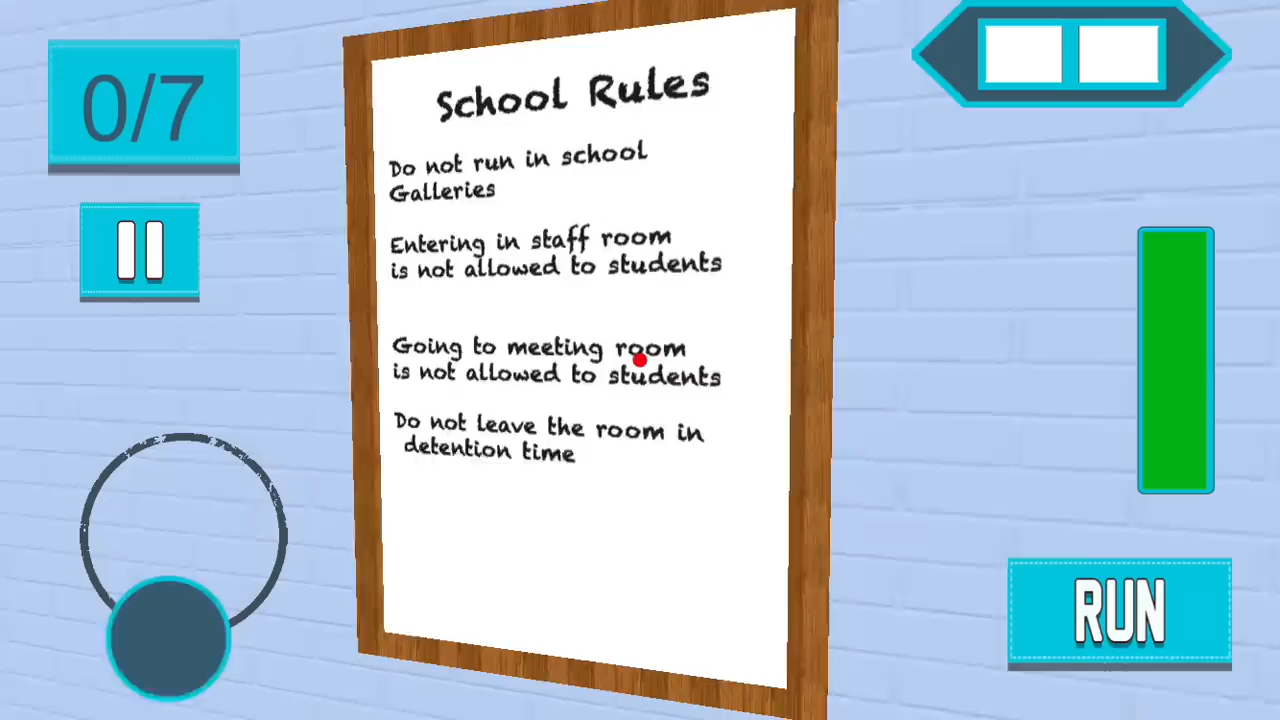 0/7
School Rules
Do not run in school
Galleries
Entering in staff room
is not allowed to students
Going to meeting room
is not allowed to students
Do not leave the room in
detention time
RUN